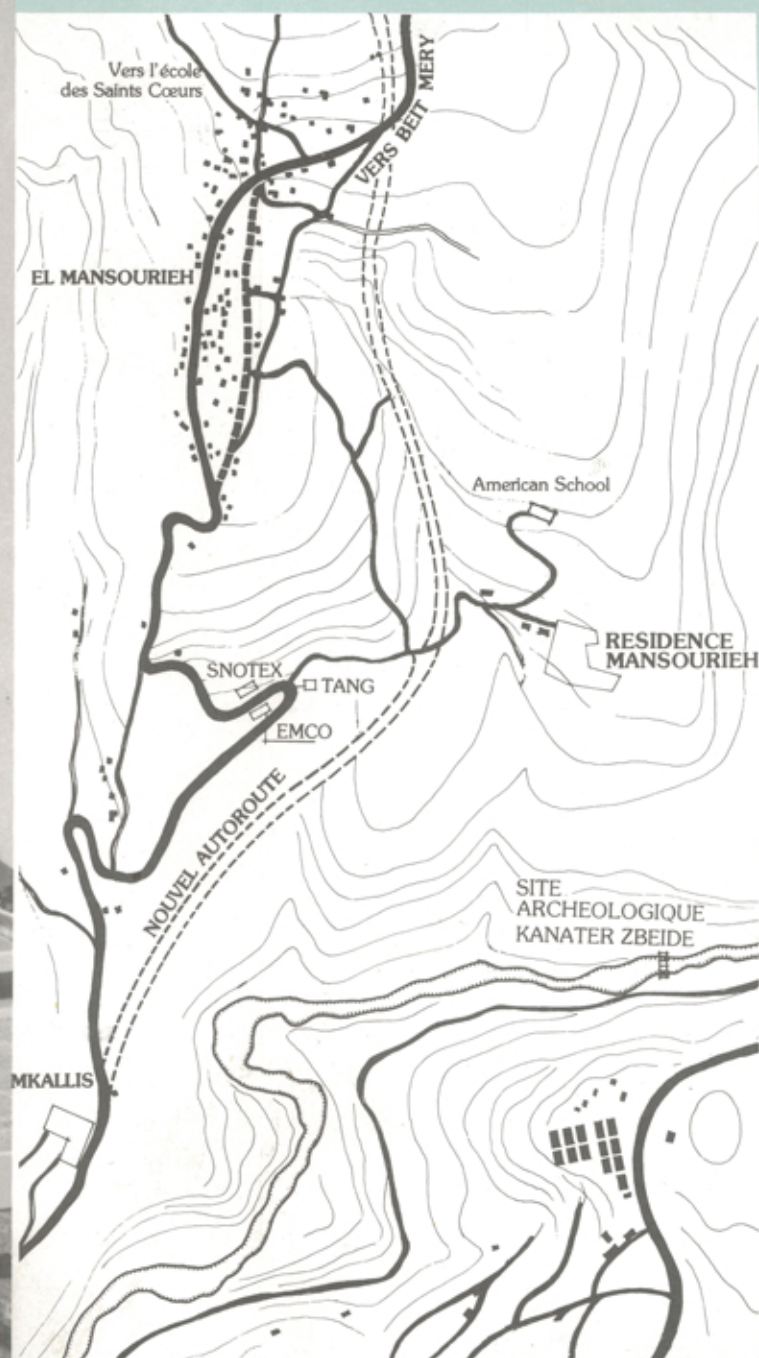 Vers l'école
des Saints Cœurs
VERS BEIT MERY
EL MANSOURIEH
American School
RESIDENCE
MANSOURIEH
SNOTEX
TANG
EMCO
NOUVEL AUTOROUTE
SITE
ARCHEOLOGIQUE
KANATER ZBEIDE
MKALLIS